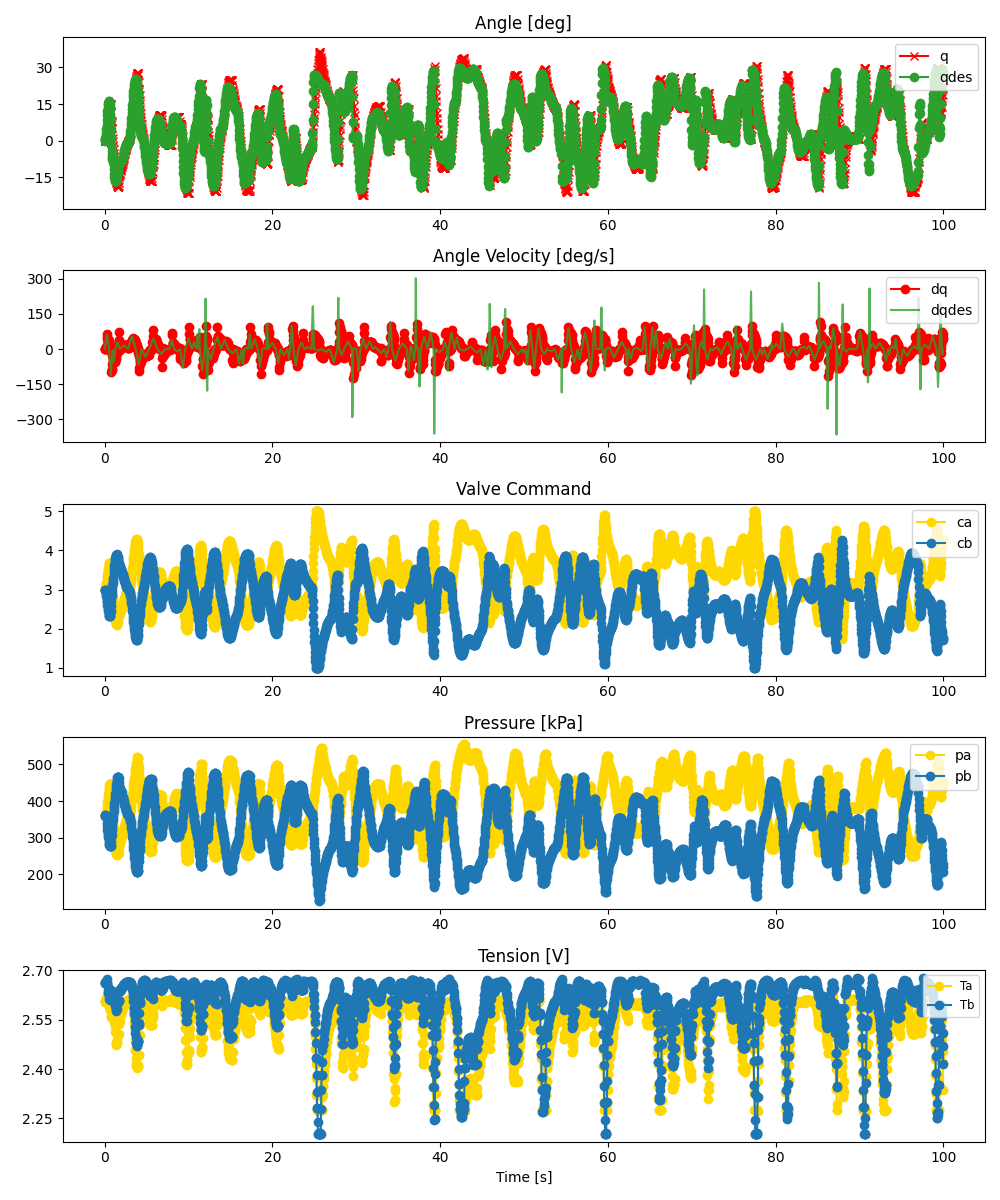 Angle [deg]
30
15
0
−15
q
qdes
0 20 40 60 80 100
Angle Velocity [deg/s]
300
150
0
−150
−300
dq
dqdes
0 20 40 60 80 100
Valve Command
5
4
3
2
1
ca
cb
0 20 40 60 80 100
Pressure [kPa]
500
400
300
200
pa
pb
0 20 40 60 80 100
Tension [V]
2.70
2.55
2.40
2.25
Ta
Tb
0 20 40 60 80 100
Time [s]